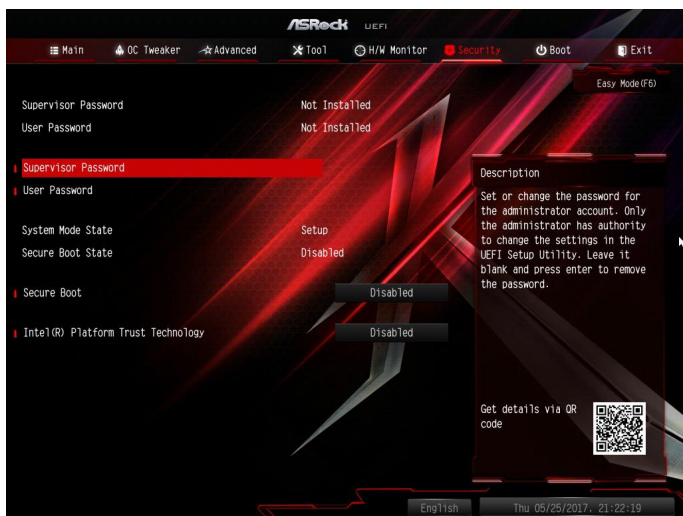 ASRock UEFI
Main OC Tweaker Advanced Tool H/W Monitor Security Boot Exit
Easy Mode(F6)
Supervisor Password Not Installed
User Password Not Installed
Supervisor Password
User Password
System Mode State Setup
Secure Boot State Disabled
Secure Boot Disabled
Intel(R) Platform Trust Technology Disabled
Description
Set or change the password for
the administrator account. Only
the administrator has authority
to change the settings in the
UEFI Setup Utility. Leave it
blank and press enter to remove
the password.
Get details via QR
code
English Thu 05/25/2017. 21:22:19